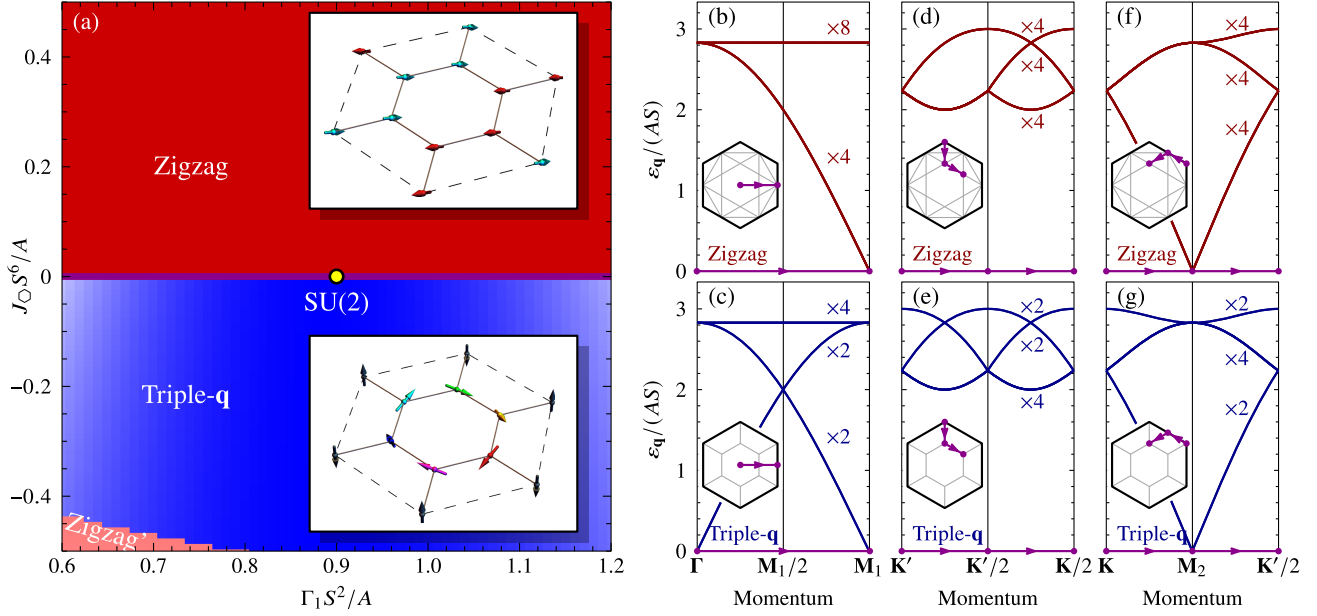 (a)
Zigzag
SU(2)
Triple-q
Zigzag'
J⎔S⁶/A
0.4
0.2
0
−0.2
−0.4
0.6
0.7
0.8
0.9
1.0
1.1
1.2
Γ₁S²/A
(b)
×8
×4
Zigzag
ε_q/(AS)
3
2
1
0
(d)
×4
×4
×4
Zigzag
(f)
×4
×4
×4
Zigzag
(c)
×4
×2
×2
Triple-q
ε_q/(AS)
3
2
1
0
Γ
M₁/2
M₁
Momentum
(e)
×2
×2
×4
Triple-q
K′
K′/2
K/2
Momentum
(g)
×2
×4
×2
Triple-q
K
M₂
K′/2
Momentum